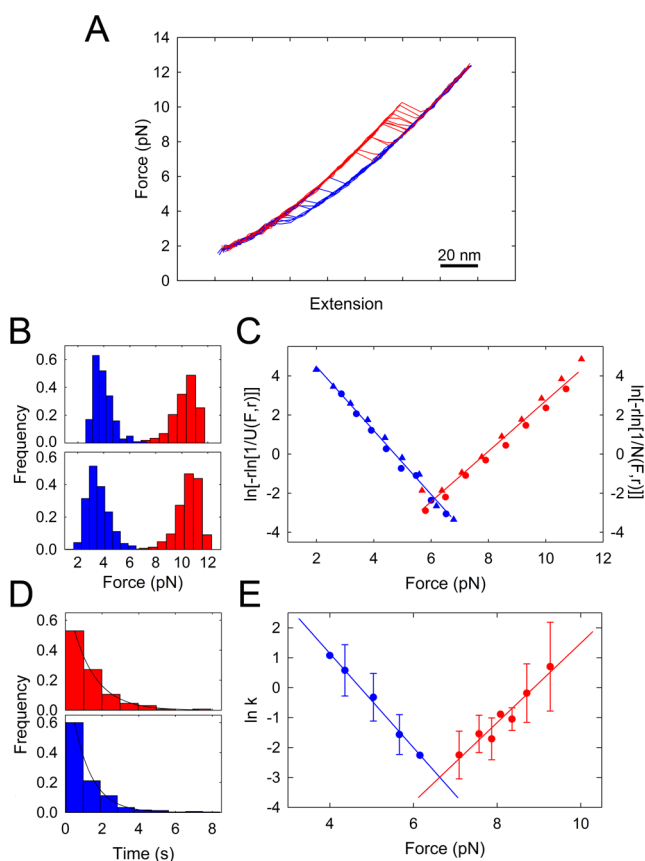 A
14
12
10
8
6
4
2
0
Force (pN)
20 nm
Extension
B
0.6
0.4
0.2
0.0
0.6
0.4
0.2
0.0
Frequency
0 2 4 6 8 10 12
Force (pN)
C
4
2
0
-2
-4
ln[-rln[1/U(F,r)]]
4
2
0
-2
-4
ln[-rln[1/N(F,r)]]
2 4 6 8 10 12
Force (pN)
D
0.6
0.4
0.2
0.0
0.6
0.4
0.2
0.0
Frequency
0 2 4 6 8
Time (s)
E
2
1
0
-1
-2
-3
-4
ln k
4 6 8 10
Force (pN)